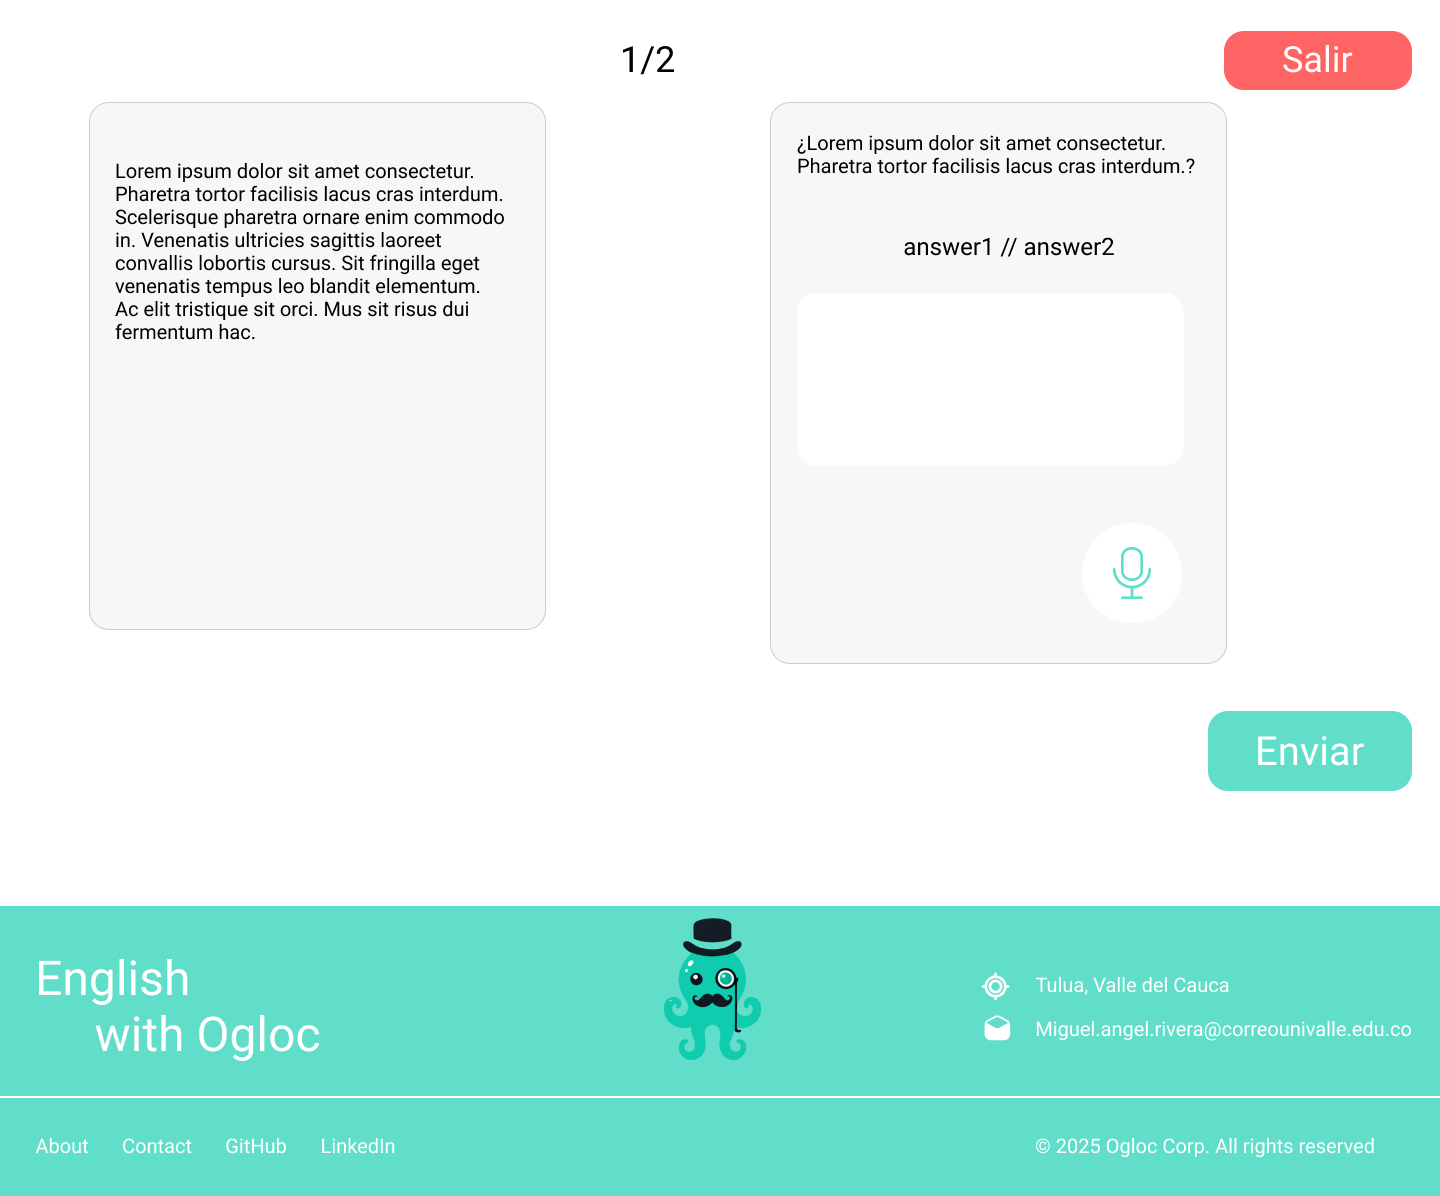 1/2
Salir
Lorem ipsum dolor sit amet consectetur.
Pharetra tortor facilisis lacus cras interdum.
Scelerisque pharetra ornare enim commodo
in. Venenatis ultricies sagittis laoreet
convallis lobortis cursus. Sit fringilla eget
venenatis tempus leo blandit elementum.
Ac elit tristique sit orci. Mus sit risus dui
fermentum hac.
¿Lorem ipsum dolor sit amet consectetur.
Pharetra tortor facilisis lacus cras interdum.?
answer1 // answer2
Enviar
English
with Ogloc
Tulua, Valle del Cauca
Miguel.angel.rivera@correounivalle.edu.co
About Contact GitHub LinkedIn
© 2025 Ogloc Corp. All rights reserved